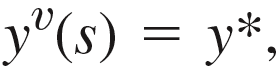 y^v(s) = y*,